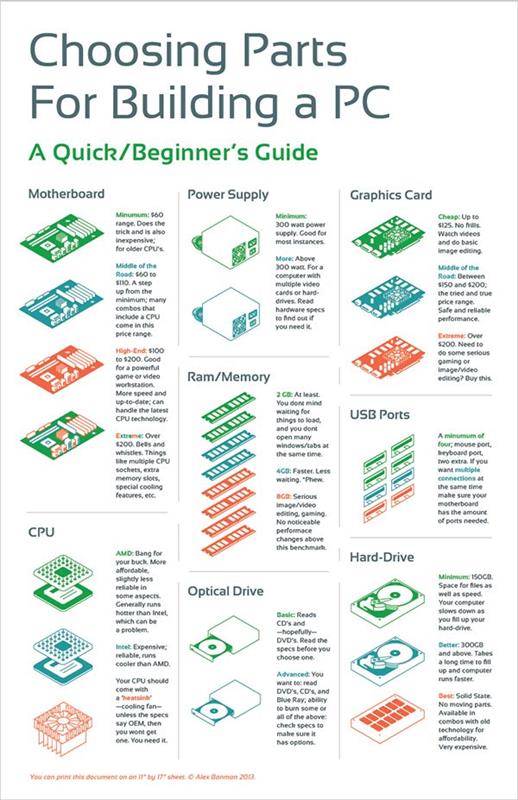 Choosing Parts
For Building a PC
A Quick/Beginner's Guide
Motherboard
Minumum: $60
range. Does the
trick and is also
inexpensive;
for older CPU's.
Middle of the
Road: $60 to
$110. A step
up from the
minimum; many
combos that
include a CPU
come in this
price range.
High-End: $100
to $200. Good
for a powerful
game or video
workstation.
More speed and
up-to-date; can
handle the latest
CPU technology.
Extreme: Over
$200. Bells and
whistles. Things
like multiple CPU
sockets, extra
memory slots,
special cooling
features, etc.
CPU
AMD: Bang for
your buck. More
affordable,
slightly less
reliable in
some aspects.
Generally runs
hotter than Intel,
which can be
a problem.
Intel: Expensive;
reliable, runs
cooler than AMD.
Your CPU should
come with
a 'heatsink'
—cooling fan—
unless the specs
say OEM, then
you wont get
one. You need it.
Power Supply
Minimum:
300 watt power
supply. Good for
most instances.
More: Above
300 watt. For a
computer with
multiple video
cards or hard-
drives. Read
hardware specs
to find out if
you need it.
Ram/Memory
2 GB: At least.
You dont mind
waiting for
things to load,
and you dont
open many
windows/tabs at
the same time.
4GB: Faster. Less
waiting. *Phew.
8GB: Serious
image/video
editing, gaming.
No noticeable
performace
changes above
this benchmark.
Optical Drive
Basic: Reads
CD's and
—hopefully—
DVD's. Read the
specs before you
choose one.
Advanced: You
want to: read
DVD's, CD's, and
Blue Ray; ability
to burn some or
all of the above:
check specs to
make sure it
has options.
Graphics Card
Cheap: Up to
$125. No frills.
Watch videos
and do basic
image editing.
Middle of the
Road: Between
$150 and $200;
the tried and true
price range.
Safe and reliable
performance.
Extreme: Over
$200. Need to
do some serious
gaming or
image/video
editing? Buy this.
USB Ports
A minumum of
four; mouse port,
keyboard port,
two extra. If you
want multiple
connections at
the same time
make sure your
motherboard
has the amount
of ports needed.
Hard-Drive
Minimum: 150GB.
Space for files as
well as speed.
Your computer
slows down as
you fill up your
hard-drive.
Better: 300GB
and above. Takes
a long time to fill
up and computer
runs faster.
Best: Solid State.
No moving parts.
Available in
combos with old
technology for
affordability.
Very expensive.
You can print this document on an 11" by 17" sheet. © Alex Banman 2013.